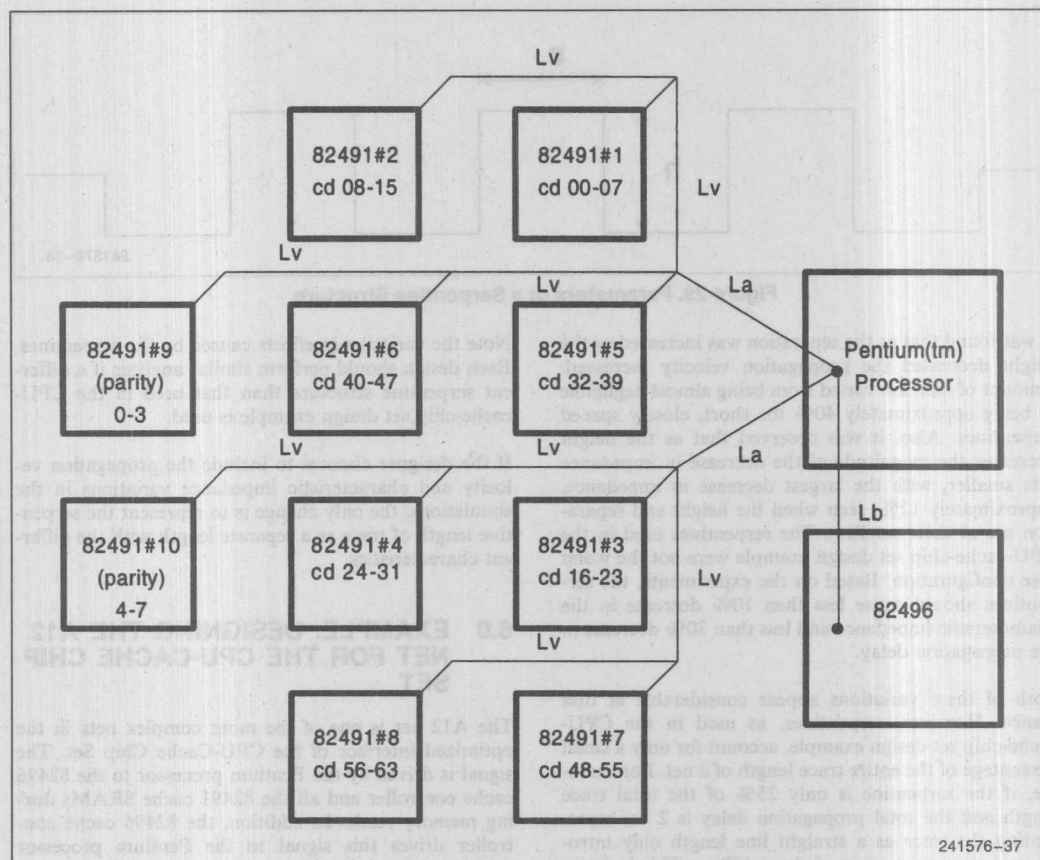 Lv
82491#2
cd 08-15
82491#1
cd 00-07
Lv
Lv
Lv
La
82491#9
(parity)
0-3
82491#6
cd 40-47
82491#5
cd 32-39
Pentium(tm)
Processor
Lv
Lv
La
82491#10
(parity)
4-7
82491#4
cd 24-31
82491#3
cd 16-23
Lv
Lb
82496
Lv
82491#8
cd 56-63
82491#7
cd 48-55
241576-37